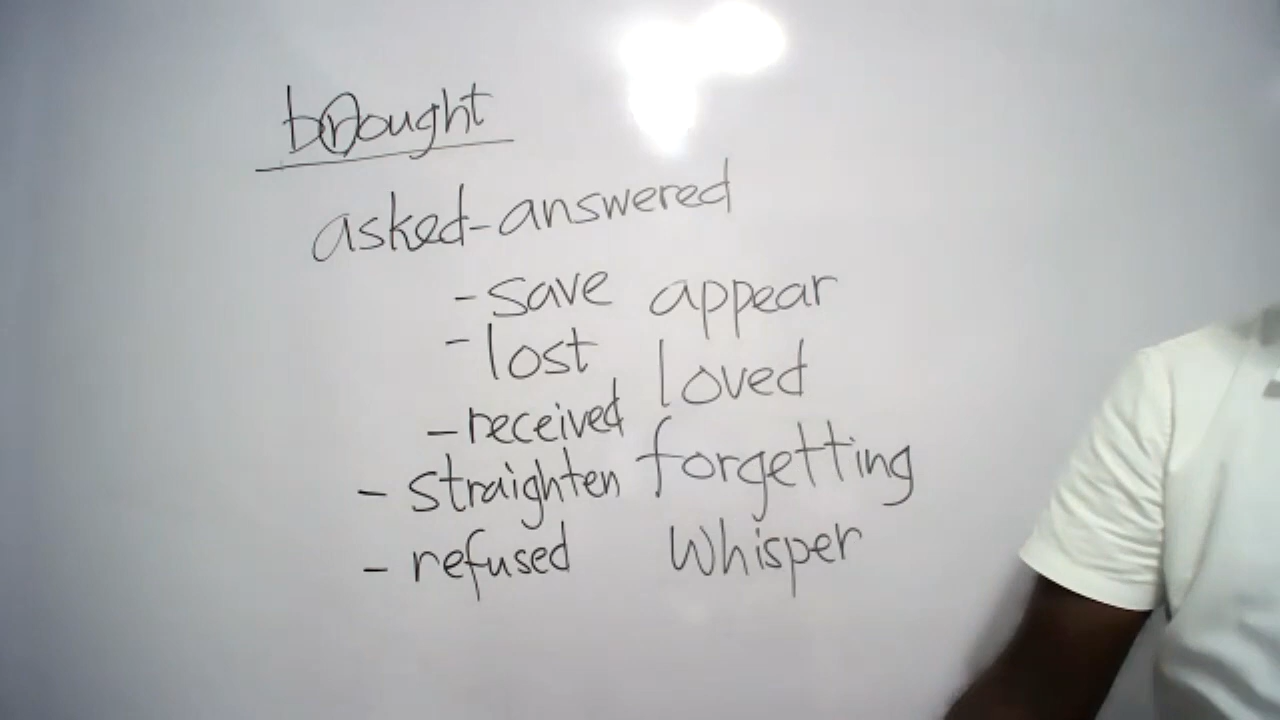 brought
asked-answered
-save appear
-lost loved
-received
-straighten forgetting
-refused Whisper